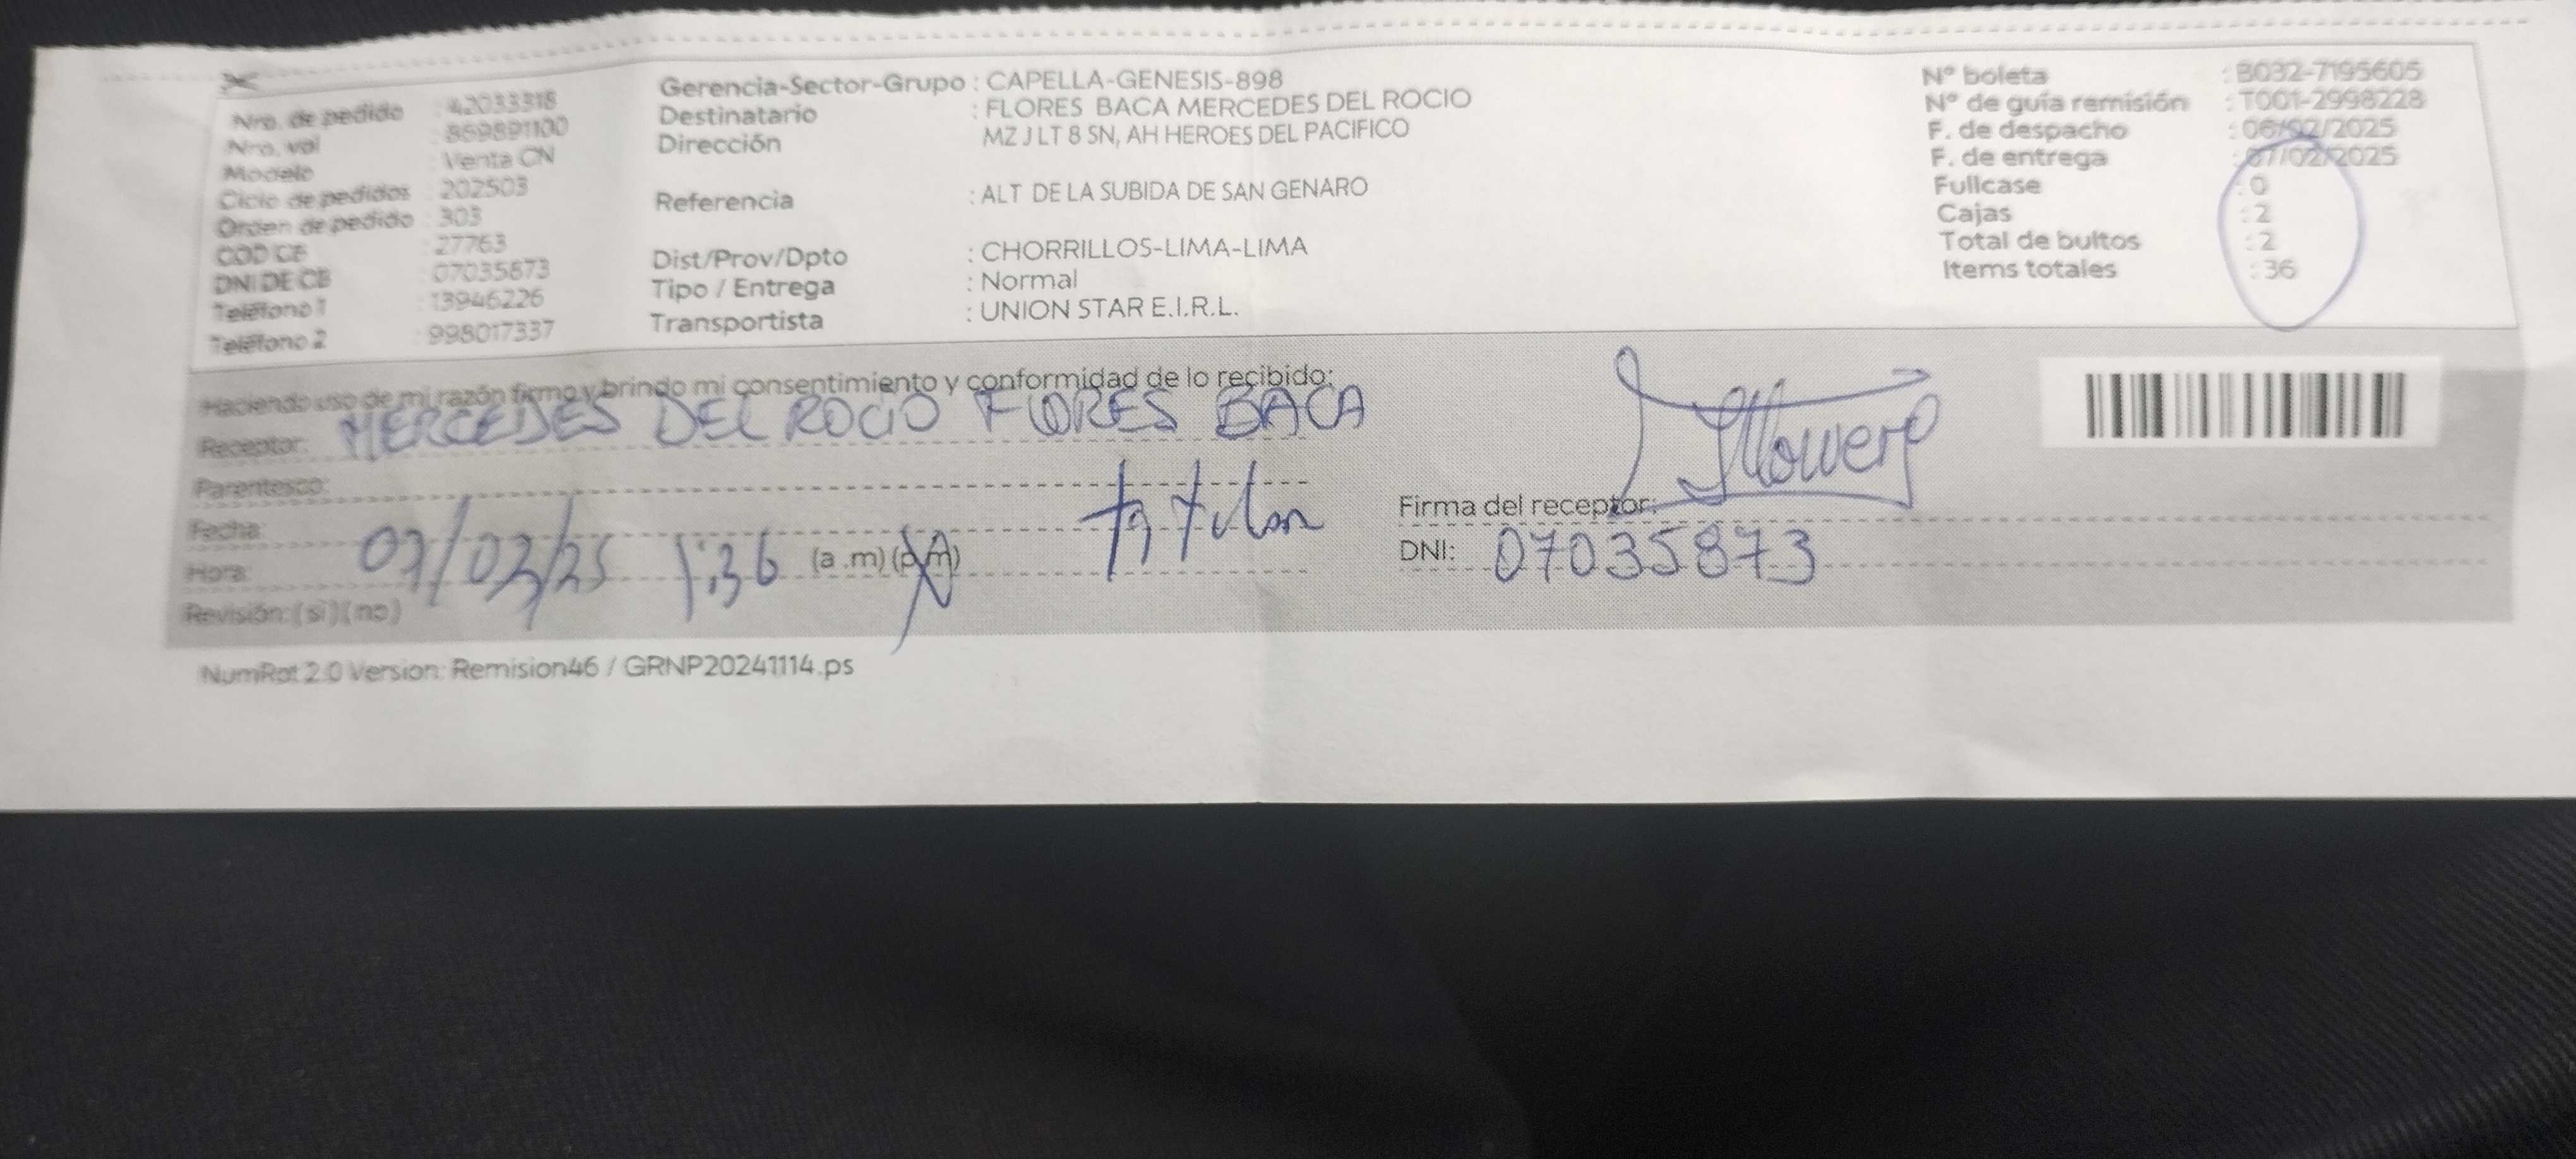 Nro. de pedido : 42033318
Nro. val : 869891100
Modelo : Venta CN
Ciclo de pedidos : 202503
Orden de pedido : 303
COD CB : 27763
DNI DE CB : 07035873
Teléfono 1 : 13946226
Teléfono 2 : 998017337
Gerencia-Sector-Grupo : CAPELLA-GENESIS-898
Destinatario : FLORES BACA MERCEDES DEL ROCIO
Dirección MZ J LT 8 SN, AH HEROES DEL PACIFICO
Referencia : ALT DE LA SUBIDA DE SAN GENARO
Dist/Prov/Dpto : CHORRILLOS-LIMA-LIMA
Tipo / Entrega : Normal
Transportista : UNION STAR E.I.R.L.
N° boleta : B032-7195605
N° de guía remisión : T001-2998228
F. de despacho : 06/02/2025
F. de entrega : 07/02/2025
Fullcase : 0
Cajas : 2
Total de bultos : 2
Items totales : 36
Haciendo uso de mi razón firmo y brindo mi consentimiento y conformidad de lo recibido:
Receptor: MERCEDES DEL ROCIO FLORES BACA
Parentesco: titular
Fecha: 07/02/25
Hora: 1:36 (a .m) (p.m)
Revisión: (si) (no)
Firma del receptor:
DNI: 07035873
NumRot 2.0 Version: Remision46 / GRNP20241114.ps